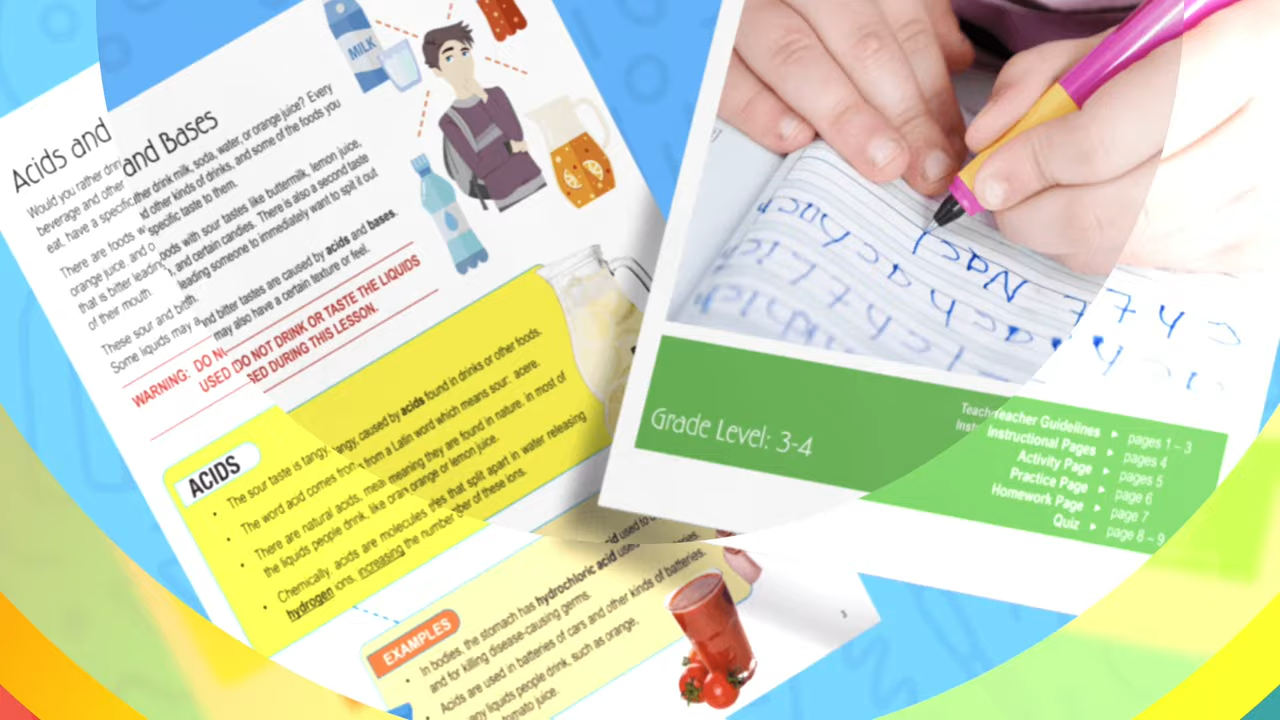 MILK
Acids and and Bases
Would you rather drink milk, soda, water, or orange juice? Every
beverage and other kinds of drinks, and some of the foods you
eat, have a specific taste to them.
There are foods with sour tastes like buttermilk, lemon juice,
orange juice, and certain candies. There is also a second taste
that is bitter leading someone to immediately want to spit it out
of their mouth.
These sour and bitter tastes are caused by acids and bases.
Some liquids may also have a certain texture or feel.
WARNING: DO NOT DRINK OR TASTE THE LIQUIDS
USED DURING THIS LESSON.
ACIDS
• The sour taste is tangy, caused by acids found in drinks or other foods.
• The word acid comes from a Latin word which means sour: acere.
• There are natural acids, meaning they are found in nature, in most of
the liquids people drink, like orange or lemon juice.
• Chemically, acids are molecules that split apart in water releasing
hydrogen ions, increasing the number of these ions.
EXAMPLES
• In bodies, the stomach has hydrochloric acid used
and for killing disease-causing germs.
• Acids are used in batteries of cars and other kinds of batteries.
• many liquids people drink, such as orange,
tomato juice.
3
Grade Level: 3-4
Teacher Guidelines ▸ pages 1 – 3
Instructional Pages ▸ pages 4
Activity Page ▸ pages 5
Practice Page ▸ page 6
Homework Page ▸ page 7
Quiz ▸ page 8 – 9